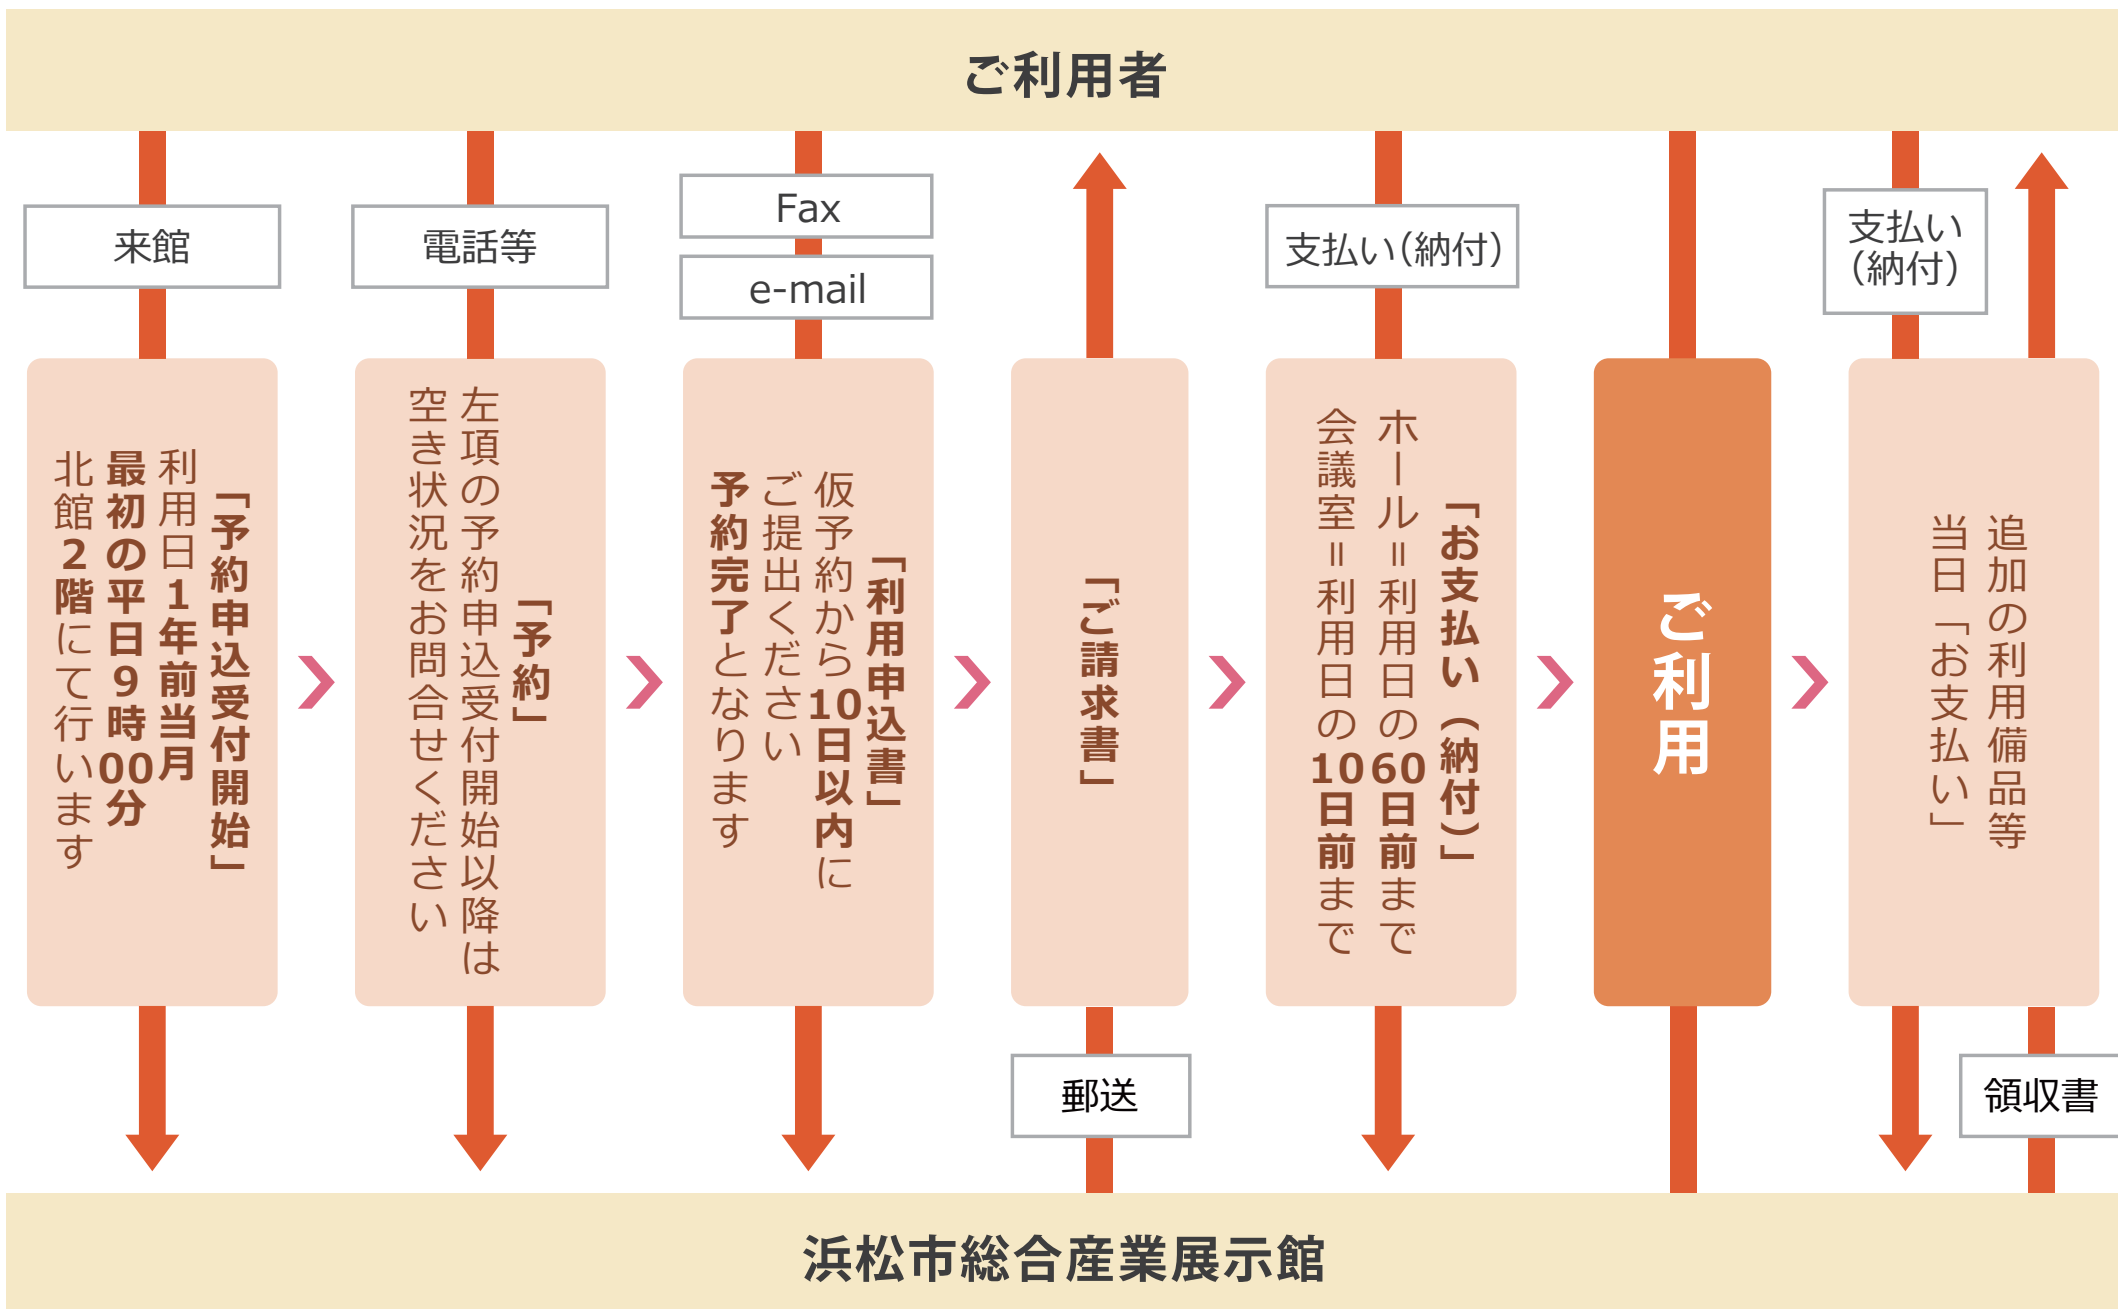 ご利用者
来館
「予約申込受付開始」
利用日1年前当月
最初の平日9時00分
北館2階にて行います
電話等
「予約」
左項の予約申込受付開始以降は
空き状況をお問合せください
Fax
e-mail
「利用申込書」
仮予約から10日以内に
ご提出ください
予約完了となります
「ご請求書」
郵送
支払い（納付）
「お支払い（納付）」
ホール＝利用日の60日前まで
会議室＝利用日の10日前まで
ご利用
支払い
（納付）
追加の利用備品等
当日「お支払い」
領収書
浜松市総合産業展示館